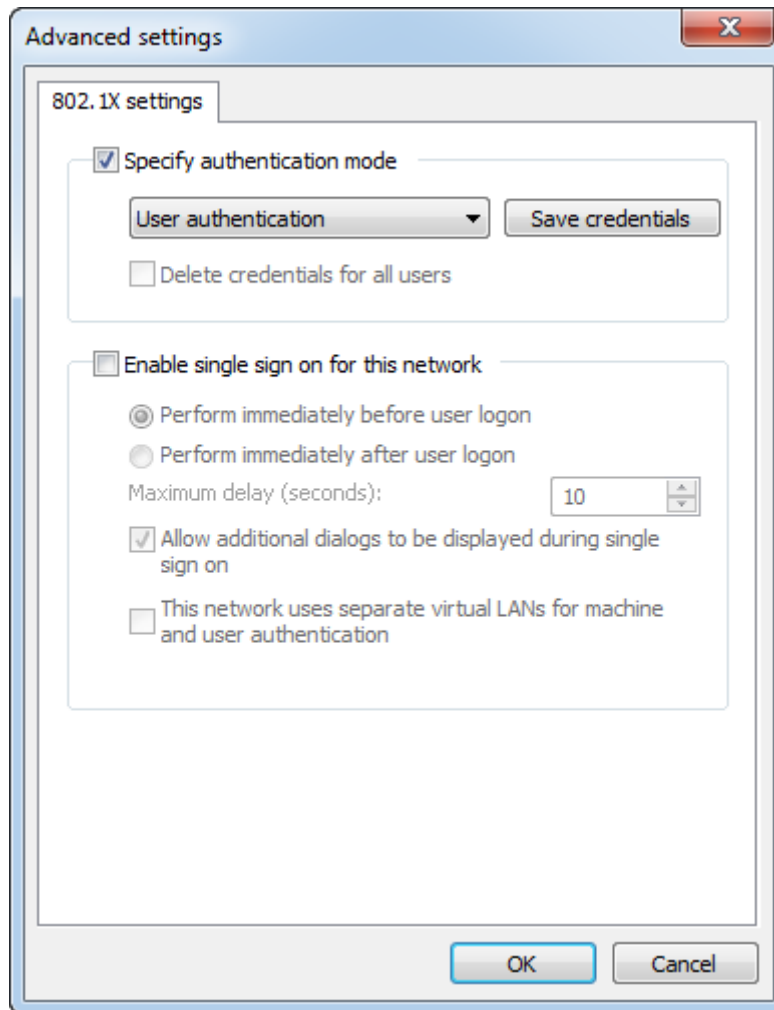 Advanced settings
802.1X settings
Specify authentication mode
User authentication
Save credentials
Delete credentials for all users
Enable single sign on for this network
Perform immediately before user logon
Perform immediately after user logon
Maximum delay (seconds):
10
Allow additional dialogs to be displayed during single
sign on
This network uses separate virtual LANs for machine
and user authentication
OK
Cancel